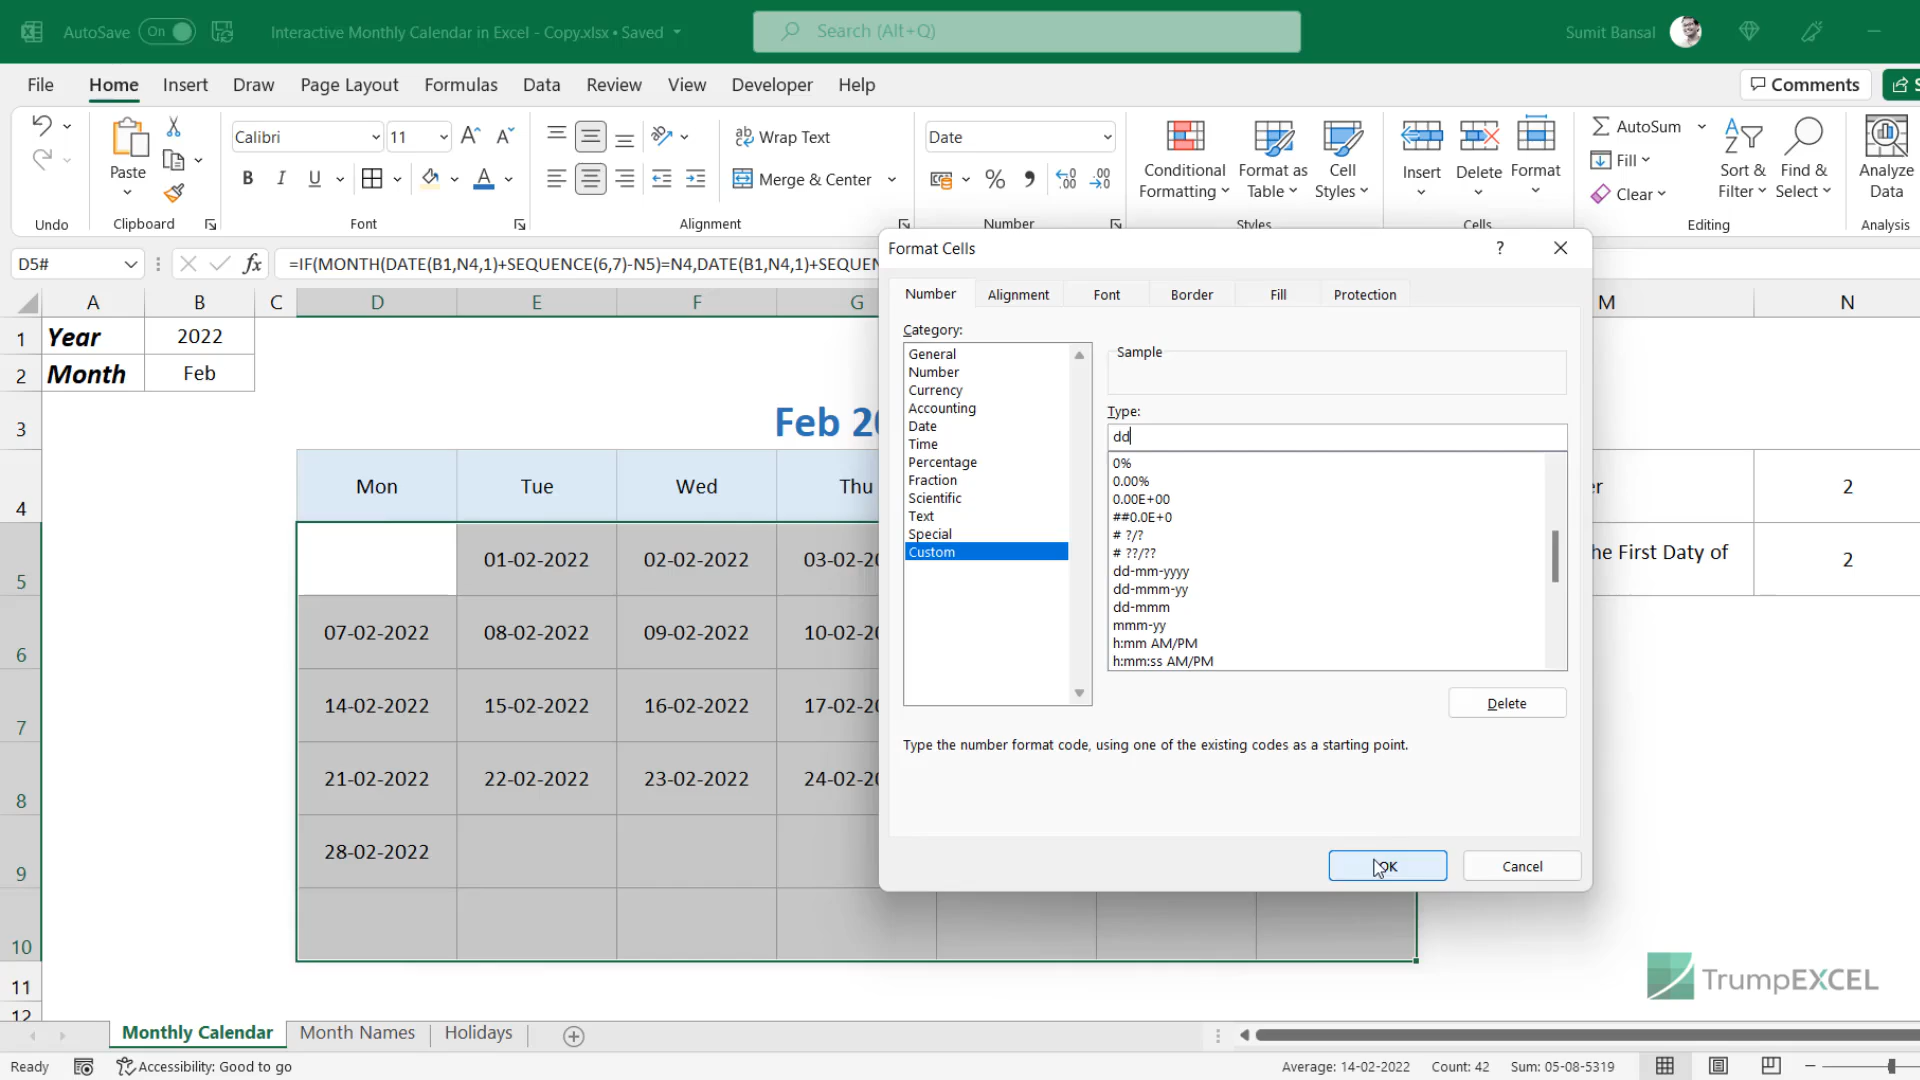 AutoSave On Interactive Monthly Calendar in Excel - Copy.xlsx • Saved Search (Alt+Q) Sumit Bansal
File Home Insert Draw Page Layout Formulas Data Review View Developer Help Comments
Calibri 11 Wrap Text Date AutoSum
Paste B I U Merge & Center % Conditional Formatting Format as Table Cell Styles Insert Delete Format Fill Clear Sort & Filter Find & Select Analyze Data
Undo Clipboard Font Alignment Number Styles Cells Editing Analysis
D5# fx =IF(MONTH(DATE(B1,N4,1)+SEQUENCE(6,7)-N5)=N4,DATE(B1,N4,1)+SEQUEN
A B C D E F G M N
1 Year 2022
2 Month Feb
3 Feb 20
4 Mon Tue Wed Thu er 2
5 01-02-2022 02-02-2022 03-02-20 he First Daty of 2
6 07-02-2022 08-02-2022 09-02-2022 10-02-20
7 14-02-2022 15-02-2022 16-02-2022 17-02-20
8 21-02-2022 22-02-2022 23-02-2022 24-02-20
9 28-02-2022
10
11
12
Format Cells ?
Number Alignment Font Border Fill Protection
Category:
General
Number
Currency
Accounting
Date
Time
Percentage
Fraction
Scientific
Text
Special
Custom
Sample
Type:
dd
0%
0.00%
0.00E+00
##0.0E+0
# ?/?
# ??/??
dd-mm-yyyy
dd-mmm-yy
dd-mmm
mmm-yy
h:mm AM/PM
h:mm:ss AM/PM
Delete
Type the number format code, using one of the existing codes as a starting point.
OK Cancel
TrumpEXCEL
Monthly Calendar Month Names Holidays
Ready Accessibility: Good to go Average: 14-02-2022 Count: 42 Sum: 05-08-5319